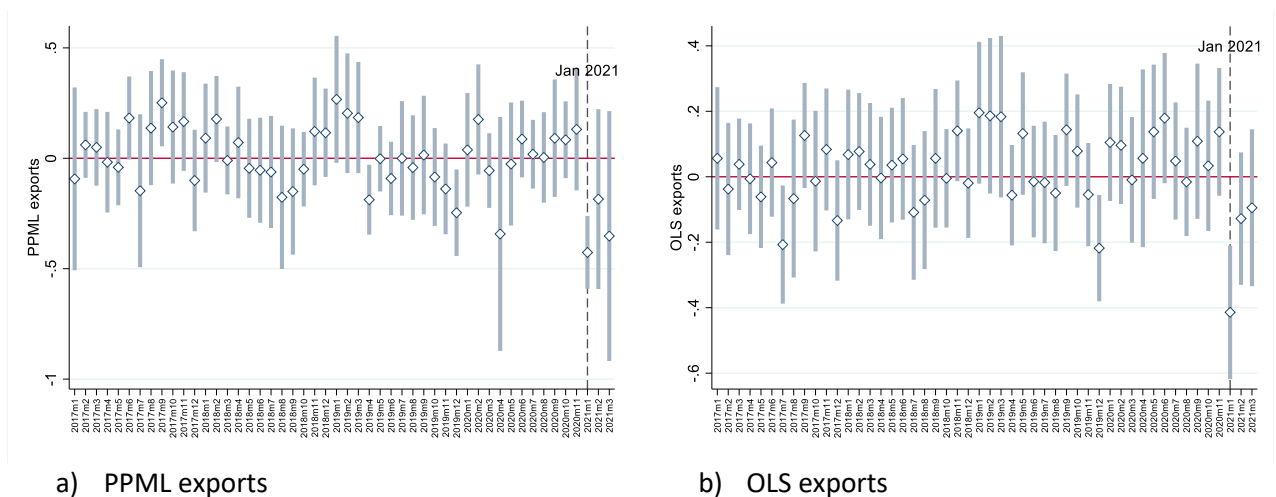 .5
0
-.5
-1
PPML exports
Jan 2021
2017m1
2017m2
2017m3
2017m4
2017m5
2017m6
2017m7
2017m8
2017m9
2017m10
2017m11
2017m12
2018m1
2018m2
2018m3
2018m4
2018m5
2018m6
2018m7
2018m8
2018m9
2018m10
2018m11
2018m12
2019m1
2019m2
2019m3
2019m4
2019m5
2019m6
2019m7
2019m8
2019m9
2019m10
2019m11
2019m12
2020m1
2020m2
2020m3
2020m4
2020m5
2020m6
2020m7
2020m8
2020m9
2020m10
2020m11
2021m1
2021m2
2021m3
a) PPML exports
.4
.2
0
-.2
-.4
-.6
OLS exports
Jan 2021
2017m1
2017m2
2017m3
2017m4
2017m5
2017m6
2017m7
2017m8
2017m9
2017m10
2017m11
2017m12
2018m1
2018m2
2018m3
2018m4
2018m5
2018m6
2018m7
2018m8
2018m9
2018m10
2018m11
2018m12
2019m1
2019m2
2019m3
2019m4
2019m5
2019m6
2019m7
2019m8
2019m9
2019m10
2019m11
2019m12
2020m1
2020m2
2020m3
2020m4
2020m5
2020m6
2020m7
2020m8
2020m9
2020m10
2020m11
2021m1
2021m2
2021m3
b) OLS exports